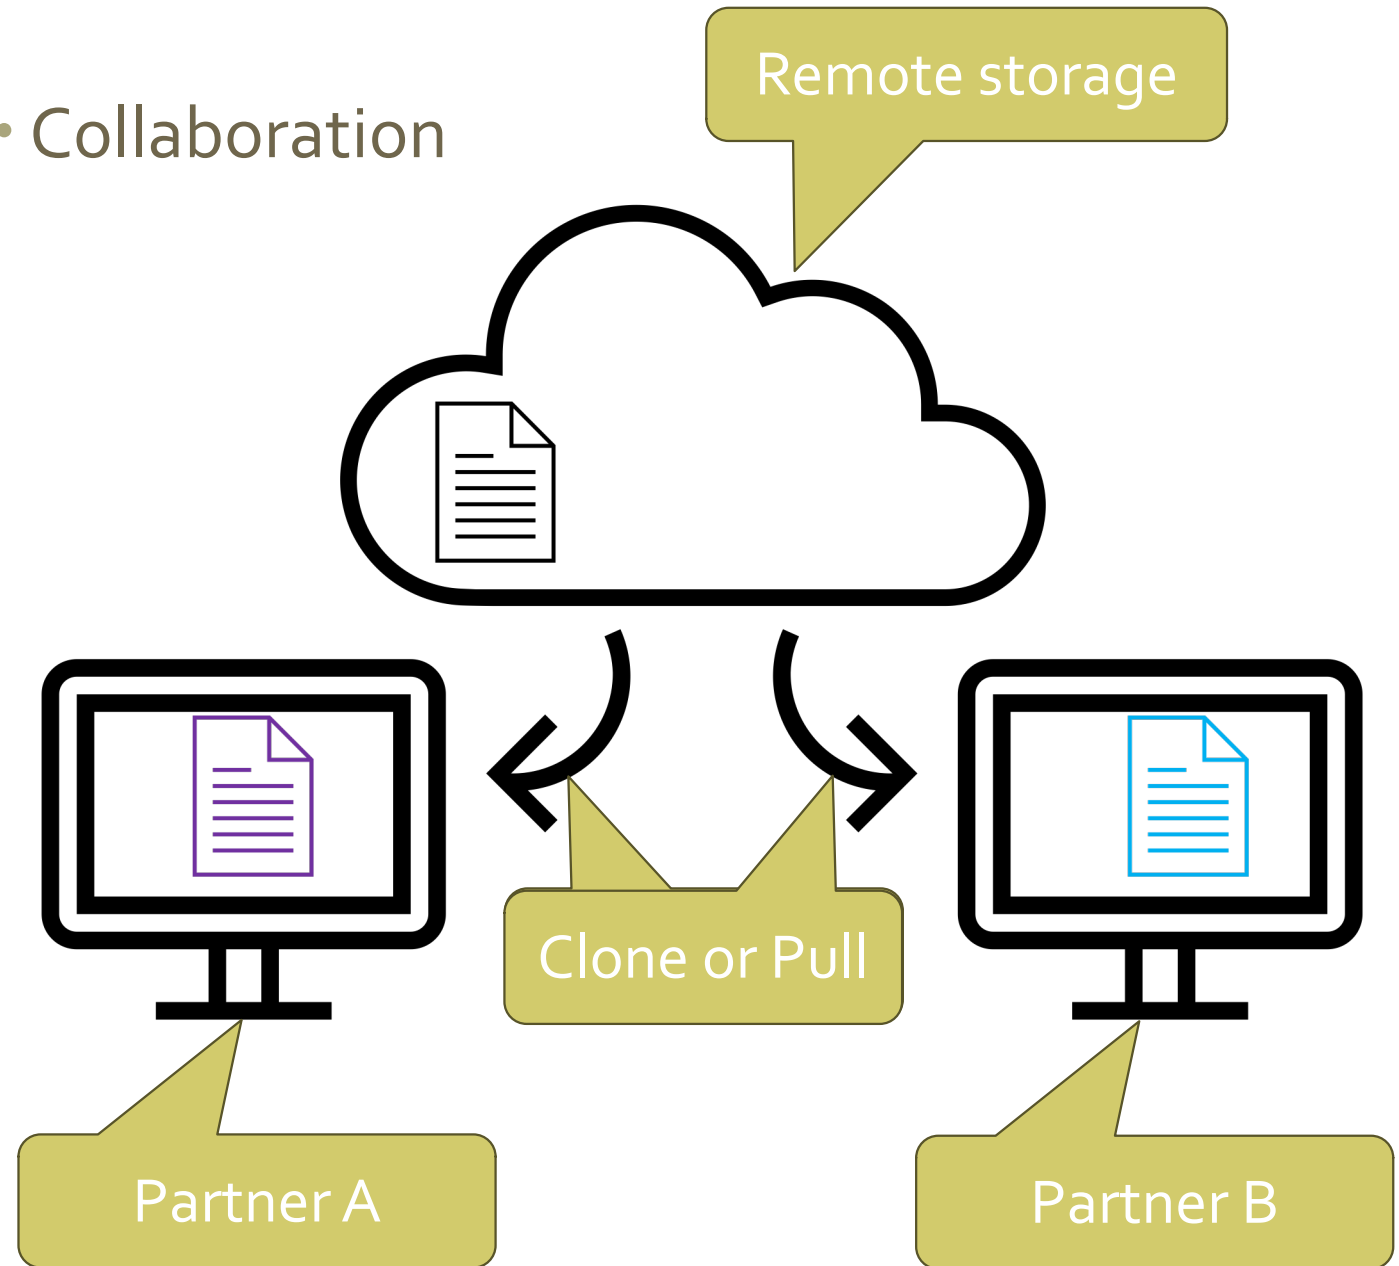 Remote storage
• Collaboration
Clone or Pull
Partner A
Partner B